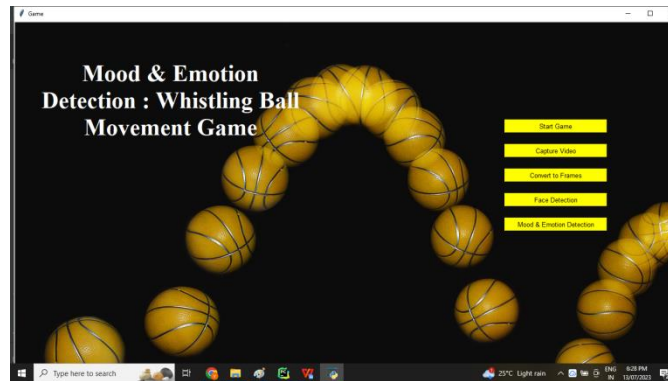 Game
Mood & Emotion
Detection : Whistling Ball
Movement Game
Start Game
Capture Video
Convert to Frames
Face Detection
Mood & Emotion Detection
Type here to search
25°C Light rain
ENG
IN
8:28 PM
13/07/2023